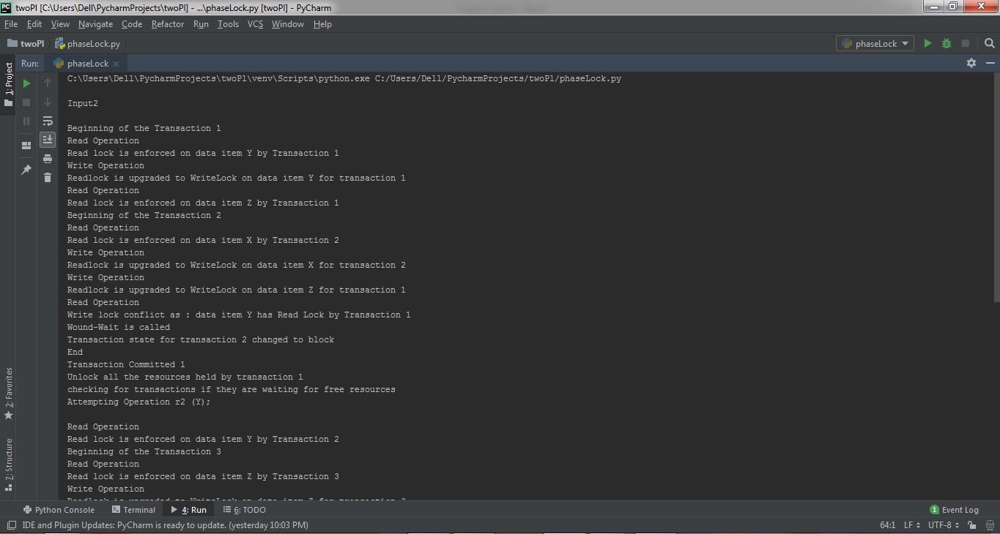 twoPl [C:\Users\Dell\PycharmProjects\twoPl] - ...\phaseLock.py [twoPl] - PyCharm
File Edit View Navigate Code Refactor Run Tools VCS Window Help
twoPl phaseLock.py phaseLock
Run: phaseLock
1: Project
C:\Users\Dell\PycharmProjects\twoPl\venv\Scripts\python.exe C:/Users/Dell/PycharmProjects/twoPl/phaseLock.py
Input2
Beginning of the Transaction 1
Read Operation
Read lock is enforced on data item Y by Transaction 1
Write Operation
Readlock is upgraded to WriteLock on data item Y for transaction 1
Read Operation
Read lock is enforced on data item Z by Transaction 1
Beginning of the Transaction 2
Read Operation
Read lock is enforced on data item X by Transaction 2
Write Operation
Readlock is upgraded to WriteLock on data item X for transaction 2
Write Operation
Readlock is upgraded to WriteLock on data item Z for transaction 1
Read Operation
Write lock conflict as : data item Y has Read Lock by Transaction 1
Wound-Wait is called
Transaction state for transaction 2 changed to block
End
Transaction Committed 1
Unlock all the resources held by transaction 1
checking for transactions if they are waiting for free resources
Attempting Operation r2 (Y);
Read Operation
Read lock is enforced on data item Y by Transaction 2
Beginning of the Transaction 3
Read Operation
Read lock is enforced on data item Z by Transaction 3
Write Operation
2: Favorites
7: Structure
Python Console Terminal 4: Run 6: TODO 1 Event Log
IDE and Plugin Updates: PyCharm is ready to update. (yesterday 10:03 PM) 64:1 LF UTF-8